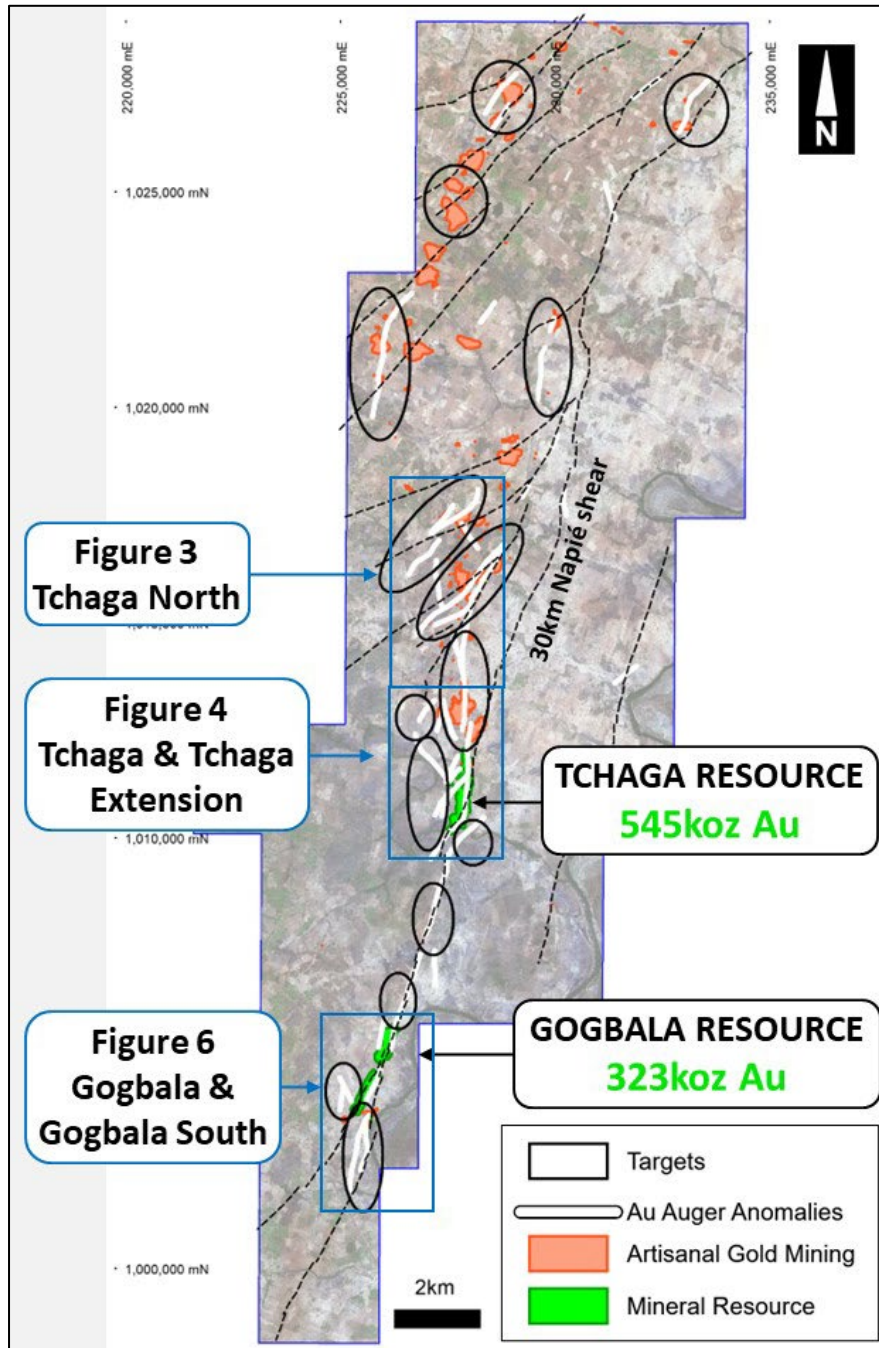 220,000 mE
225,000 mE
235,000 mE
N
1,025,000 mN
1,020,000 mN
30km Napié shear
Figure 3
Tchaga North
Figure 4
Tchaga & Tchaga
Extension
TCHAGA RESOURCE
545koz Au
1,010,000 mN
Figure 6
Gogbala &
Gogbala South
GOGBALA RESOURCE
323koz Au
1,000,000 mN
2km
Targets
Au Auger Anomalies
Artisanal Gold Mining
Mineral Resource